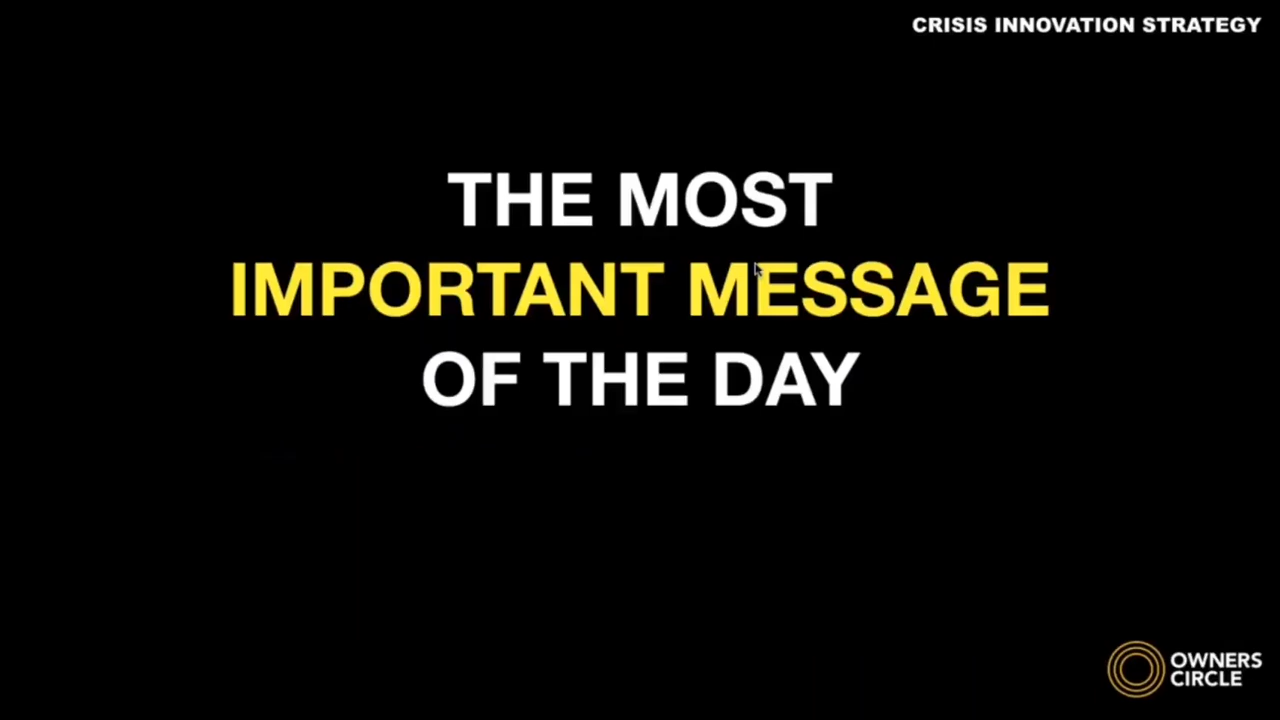 CRISIS INNOVATION STRATEGY
THE MOST
IMPORTANT MESSAGE
OF THE DAY
OWNERS
CIRCLE